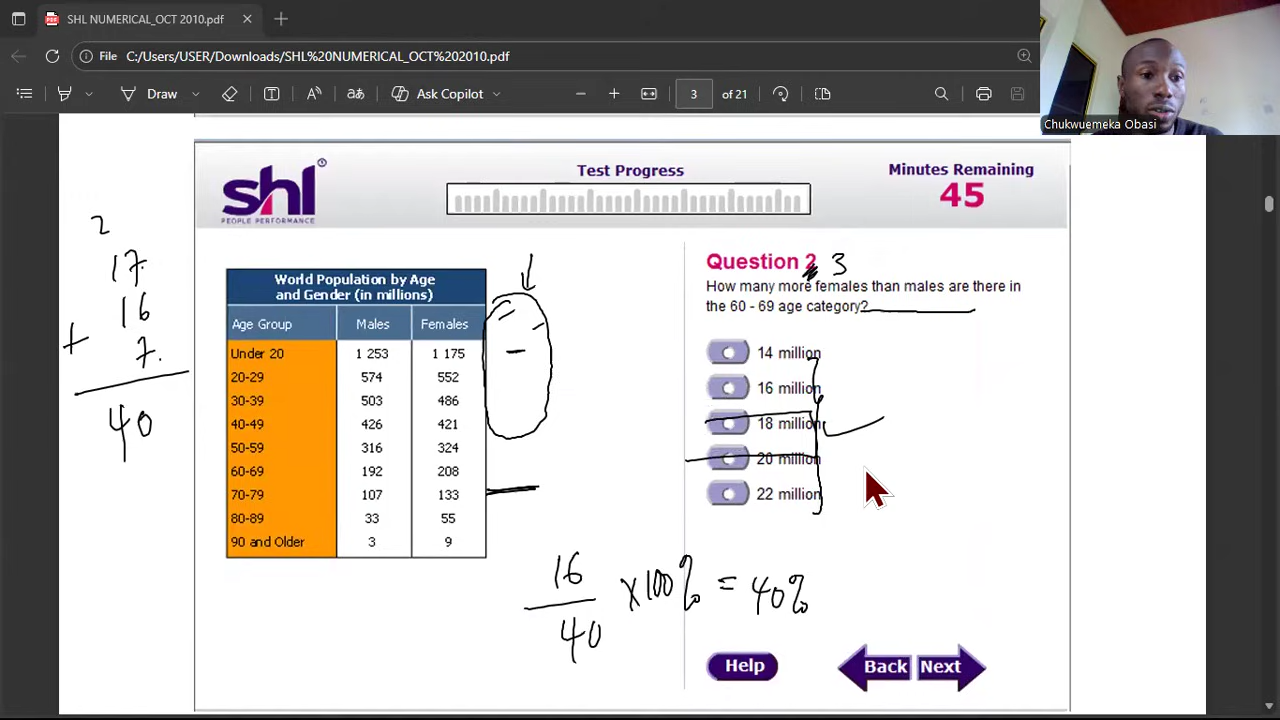 SHL NUMERICAL_OCT 2010.pdf
File C:/Users/USER/Downloads/SHL%20NUMERICAL_OCT%202010.pdf
Draw Ask Copilot 3 of 21
Chukwuemeka Obasi
shl
PEOPLE PERFORMANCE
Test Progress
Minutes Remaining
45
2
17.
16
+ 7.
40
World Population by Age
and Gender (in millions)
Age Group Males Females
Under 20 1 253 1 175
20-29 574 552
30-39 503 486
40-49 426 421
50-59 316 324
60-69 192 208
70-79 107 133
80-89 33 55
90 and Older 3 9
Question 2 3
How many more females than males are there in
the 60 - 69 age category?
14 million
16 million
18 million
20 million
22 million
16
40
x100% = 40%
Help Back Next